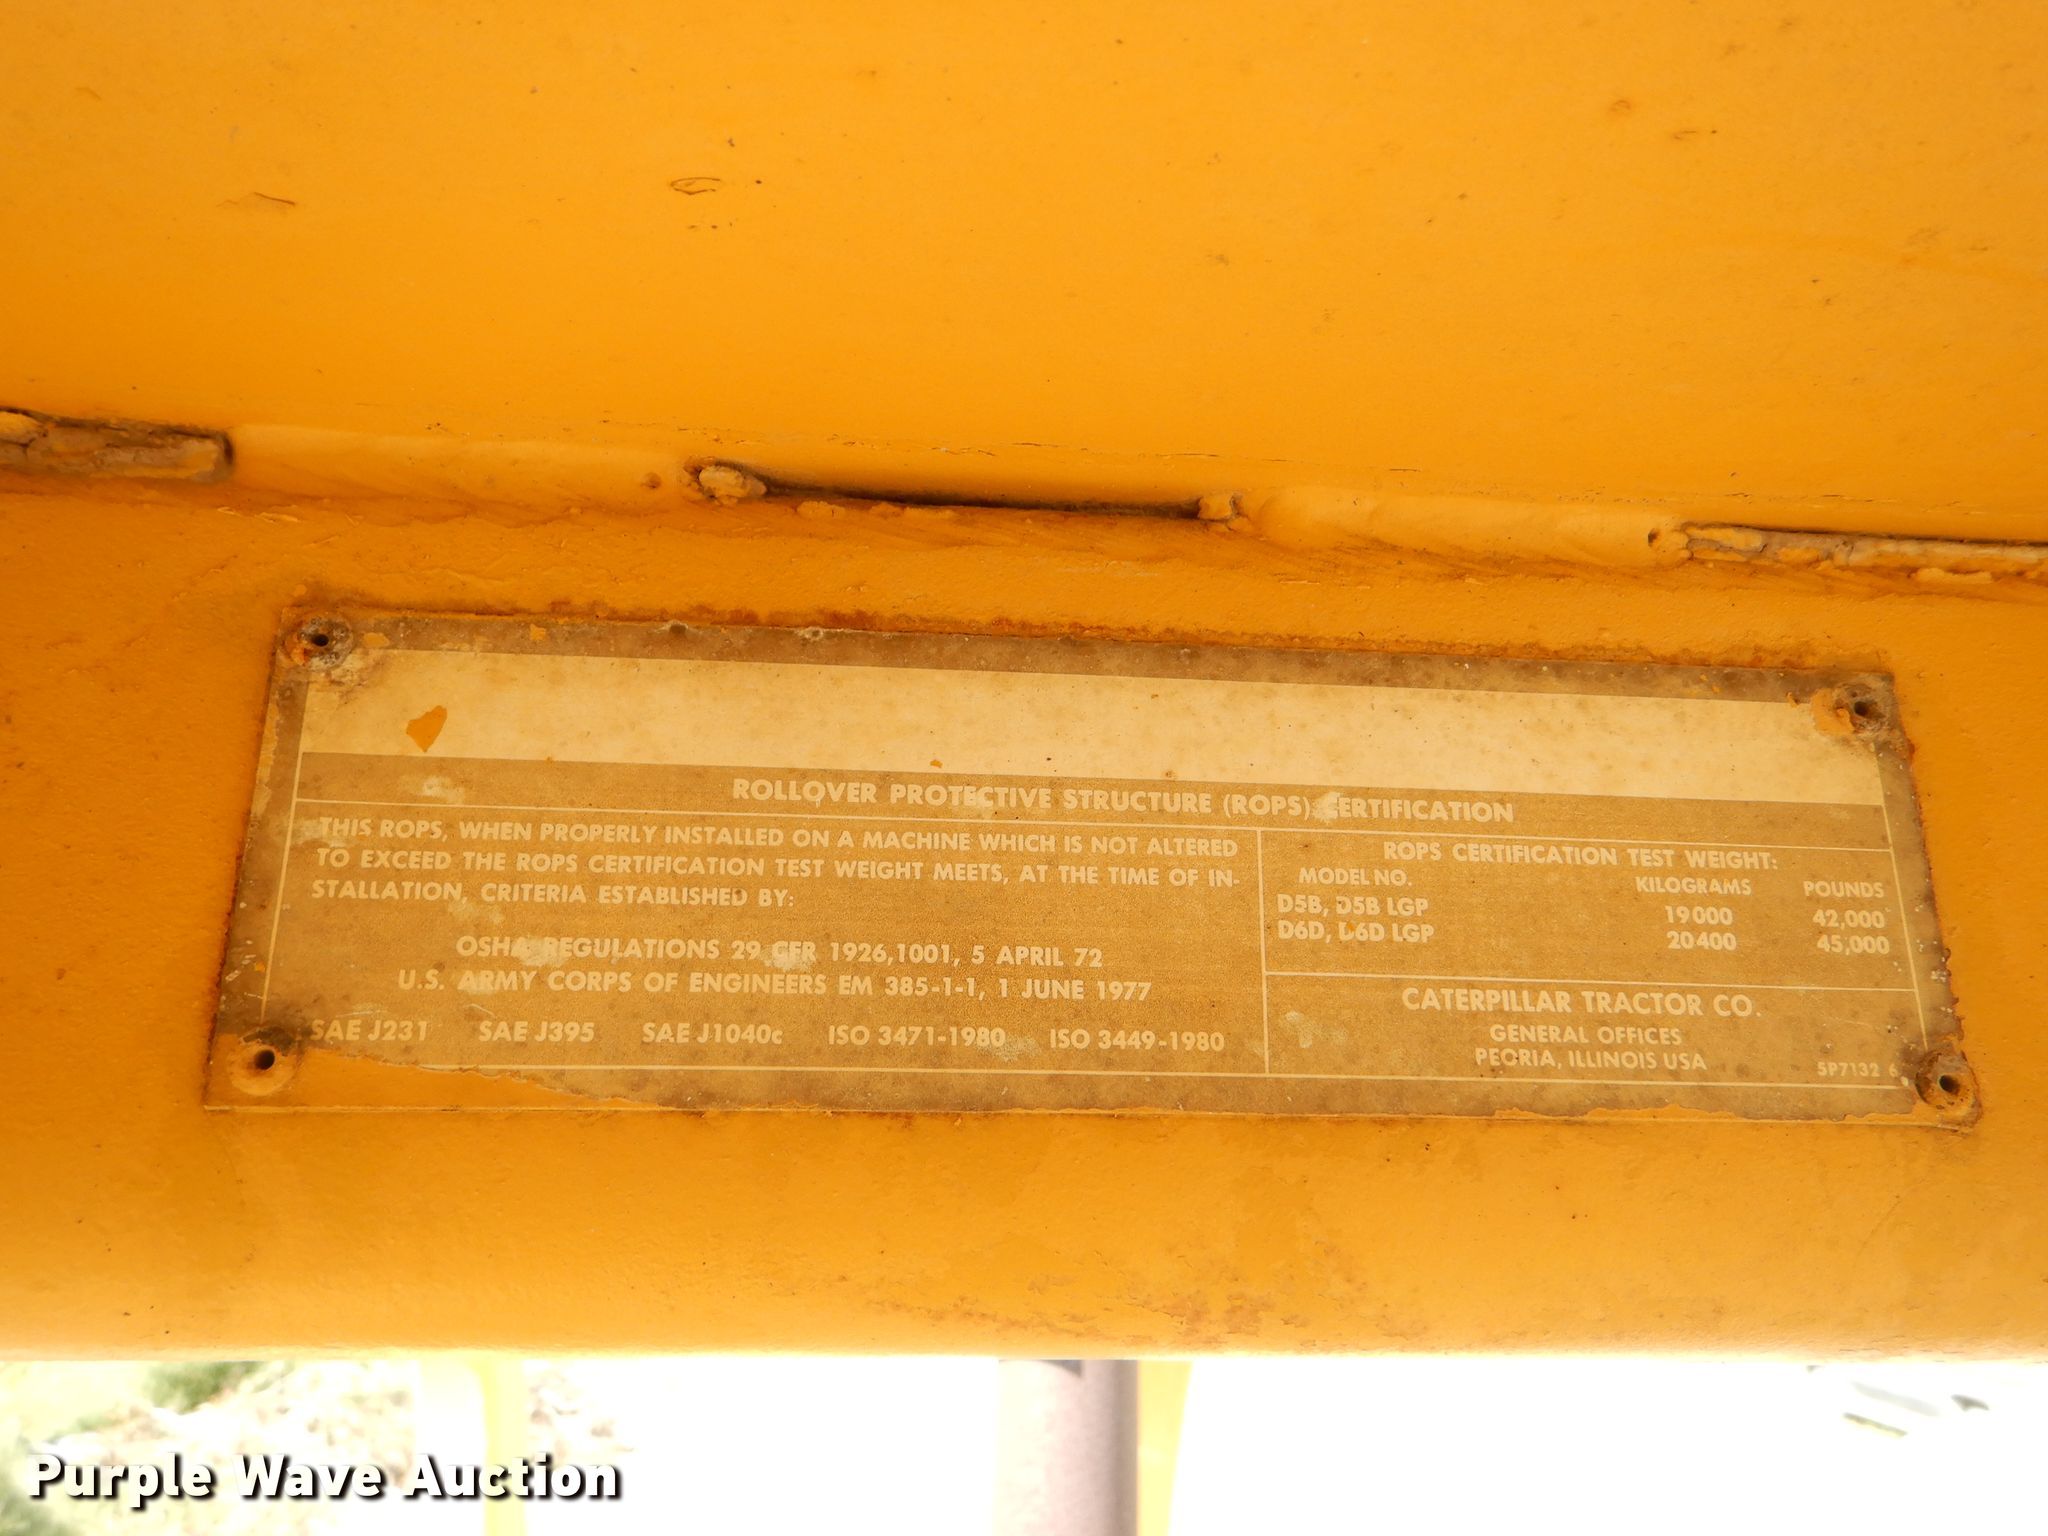 ROLLOVER PROTECTIVE STRUCTURE (ROPS) CERTIFICATION
THIS ROPS, WHEN PROPERLY INSTALLED ON A MACHINE WHICH IS NOT ALTERED
TO EXCEED THE ROPS CERTIFICATION TEST WEIGHT MEETS, AT THE TIME OF IN-
STALLATION, CRITERIA ESTABLISHED BY:
OSHA REGULATIONS 29 CFR 1926,1001, 5 APRIL 72
U.S. ARMY CORPS OF ENGINEERS EM 385-1-1, 1 JUNE 1977
SAE J231 SAE J395 SAE J1040c ISO 3471-1980 ISO 3449-1980
ROPS CERTIFICATION TEST WEIGHT:
MODEL NO. KILOGRAMS POUNDS
D5B, D5B LGP 19000 42,000
D6D, D6D LGP 20400 45,000
CATERPILLAR TRACTOR CO.
GENERAL OFFICES
PEORIA, ILLINOIS USA
5P7132 6
Purple Wave Auction